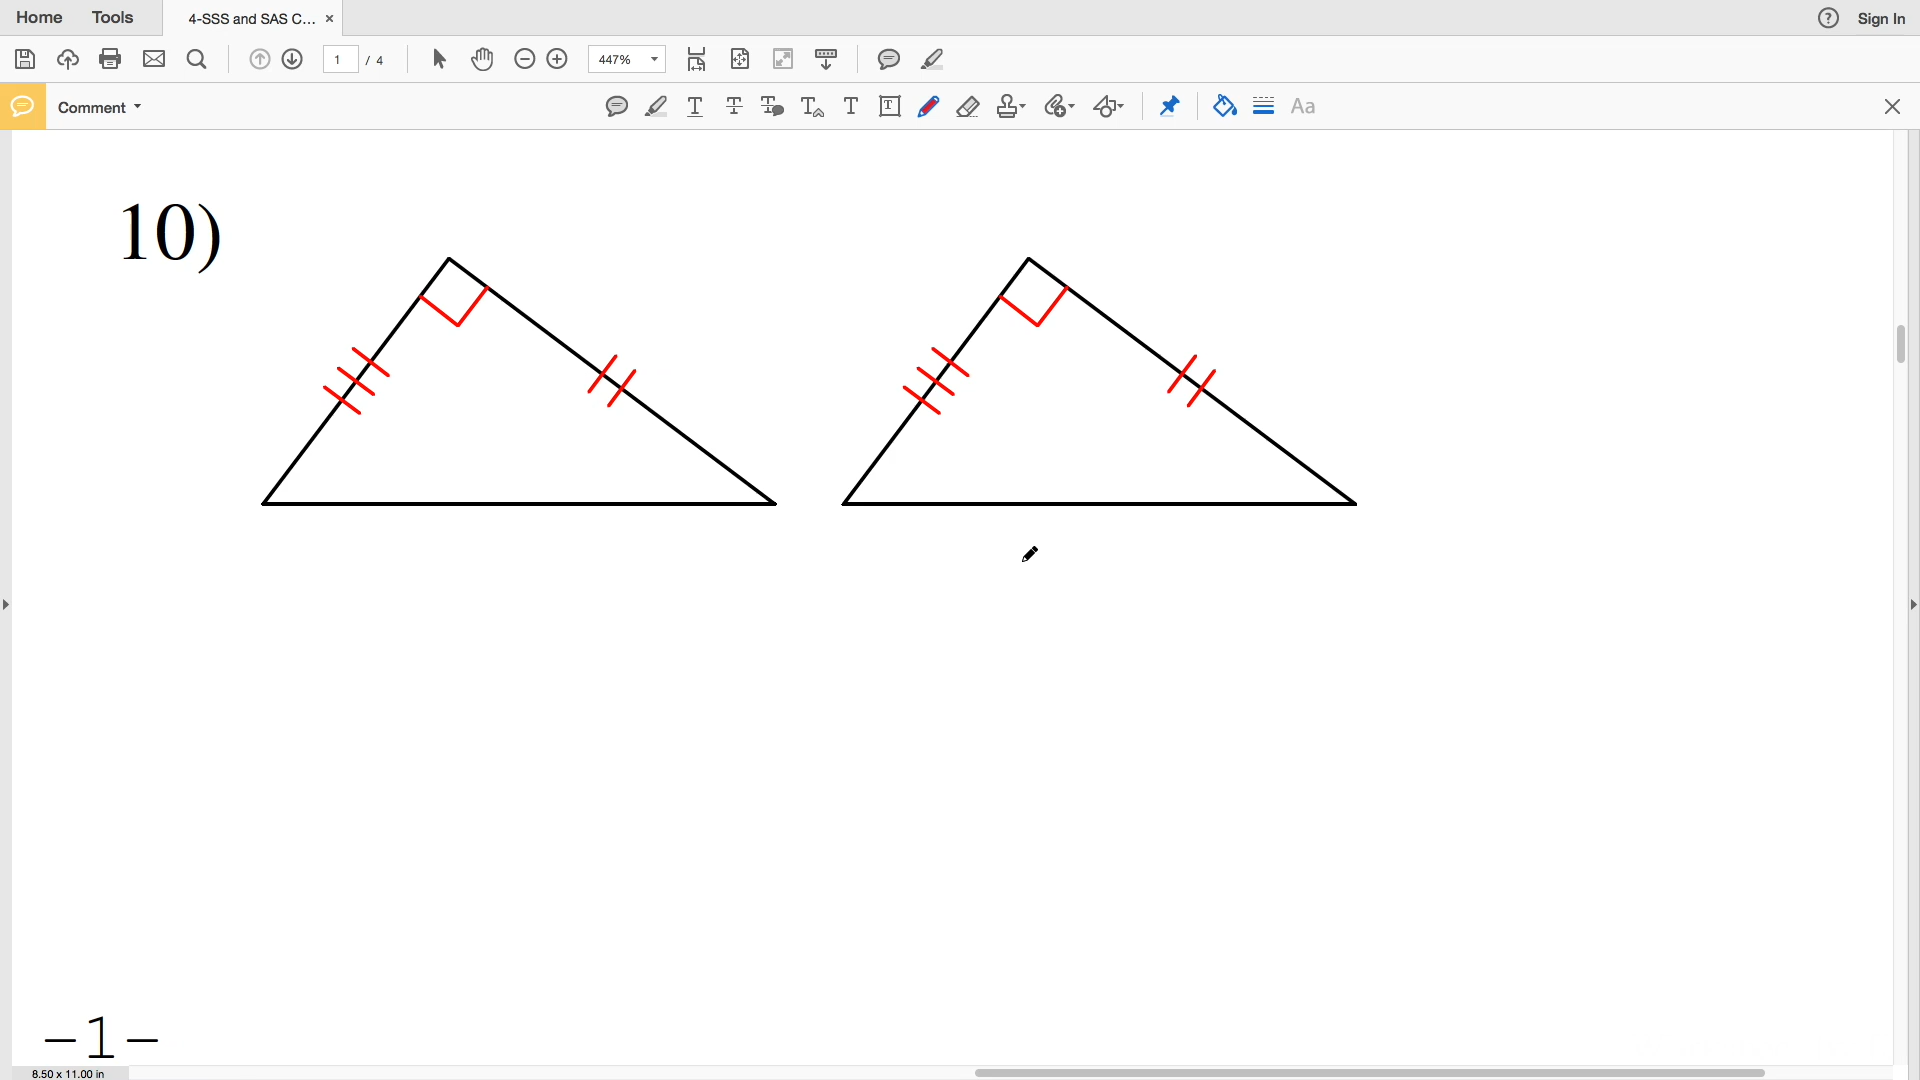 Home Tools 4-SSS and SAS C... × ? Sign In
1 / 4 447%
Comment T T T T T T Aa
10)
-1-
8.50 x 11.00 in